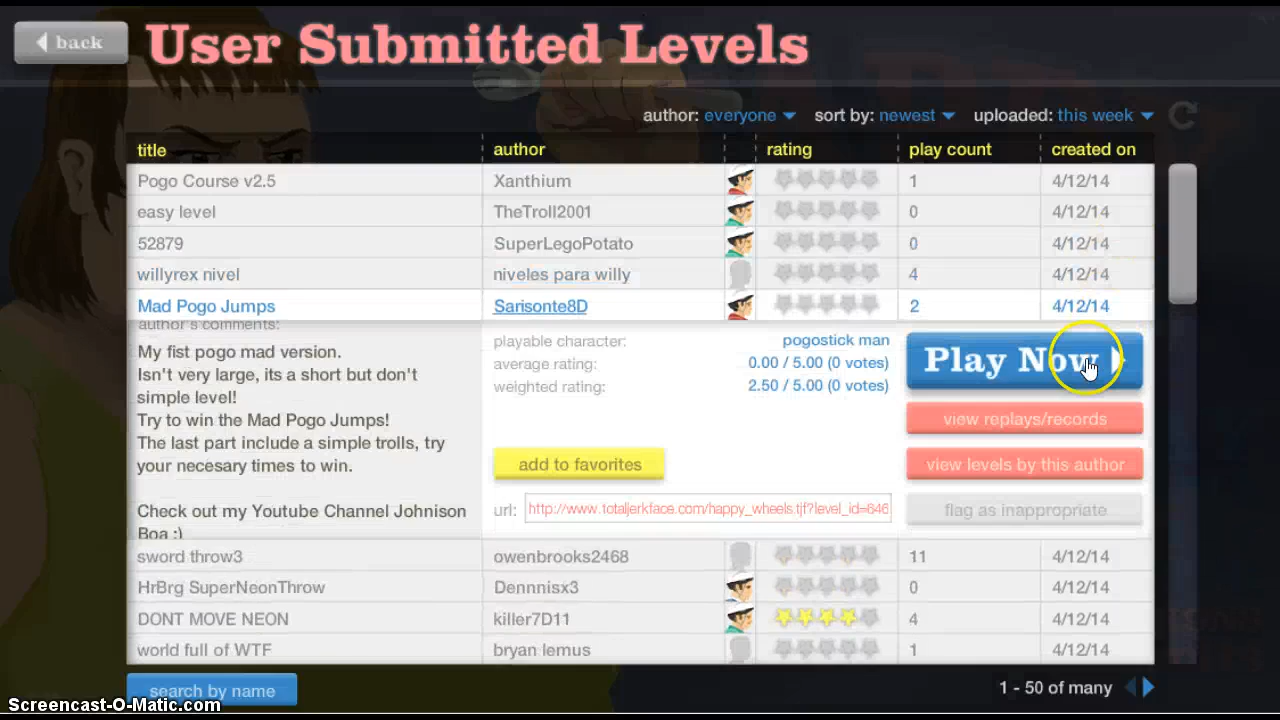 back
User Submitted Levels
author: everyone sort by: newest uploaded: this week
title author rating play count created on
Pogo Course v2.5 Xanthium 1 4/12/14
easy level TheTroll2001 0 4/12/14
52879 SuperLegoPotato 0 4/12/14
willyrex nivel niveles para willy 4 4/12/14
Mad Pogo Jumps Sarisonte8D 2 4/12/14
author's comments:
My fist pogo mad version.
Isn't very large, its a short but don't
simple level!
Try to win the Mad Pogo Jumps!
The last part include a simple trolls, try
your necesary times to win.
Check out my Youtube Channel Johnison
Boa :)
playable character: pogostick man
average rating: 0.00 / 5.00 (0 votes)
weighted rating: 2.50 / 5.00 (0 votes)
add to favorites
url: http://www.totaljerkface.com/happy_wheels.tjf?level_id=646
Play Now
view replays/records
view levels by this author
flag as inappropriate
sword throw3 owenbrooks2468 11 4/12/14
HrBrg SuperNeonThrow Dennnisx3 0 4/12/14
DONT MOVE NEON killer7D11 4 4/12/14
world full of WTF bryan lemus 1 4/12/14
search by name
1 - 50 of many
Screencast-O-Matic.com